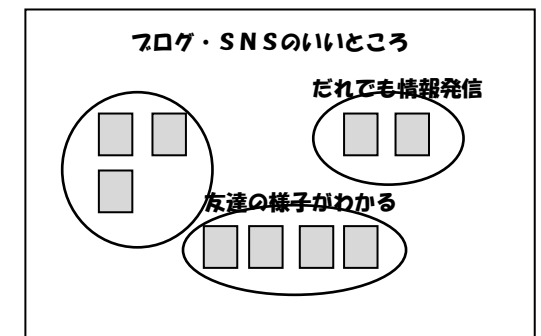 ブログ・ＳＮＳのいいところ
だれでも情報発信
友達の様子がわかる